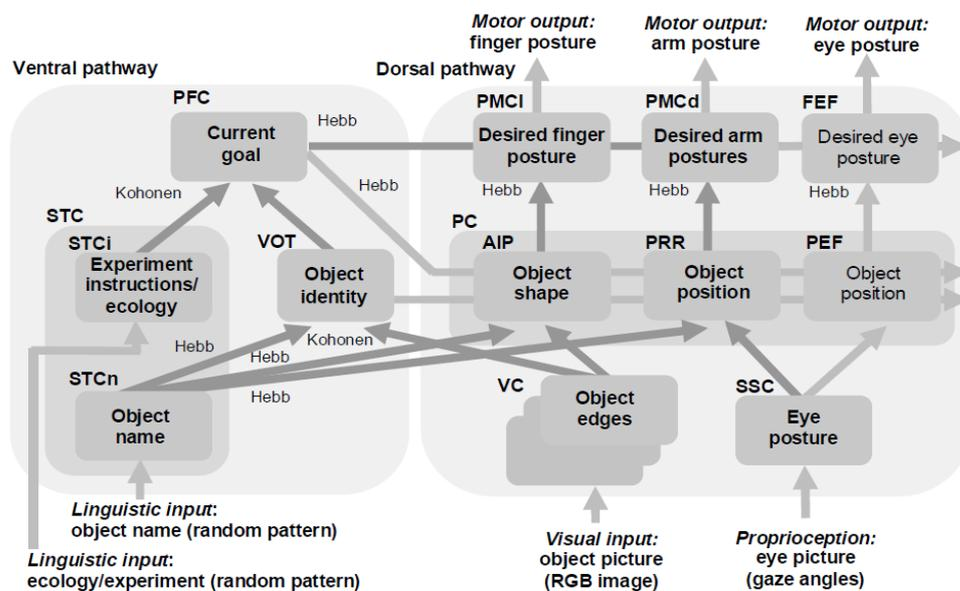 Motor output:
finger posture
Motor output:
arm posture
Motor output:
eye posture
Ventral pathway
Dorsal pathway
PFC
Current
goal
Hebb
Hebb
Kohonen
PMCl
Desired finger
posture
PMCd
Desired arm
postures
FEF
Desired eye
posture
Hebb
Hebb
Hebb
STC
STCi
Experiment
instructions/
ecology
VOT
Object
identity
PC
AIP
Object
shape
PRR
Object
position
PEF
Object
position
Hebb
Hebb
Kohonen
Hebb
STCn
Object
name
VC
Object
edges
SSC
Eye
posture
Linguistic input:
object name (random pattern)
Linguistic input:
ecology/experiment (random pattern)
Visual input:
object picture
(RGB image)
Proprioception:
eye picture
(gaze angles)